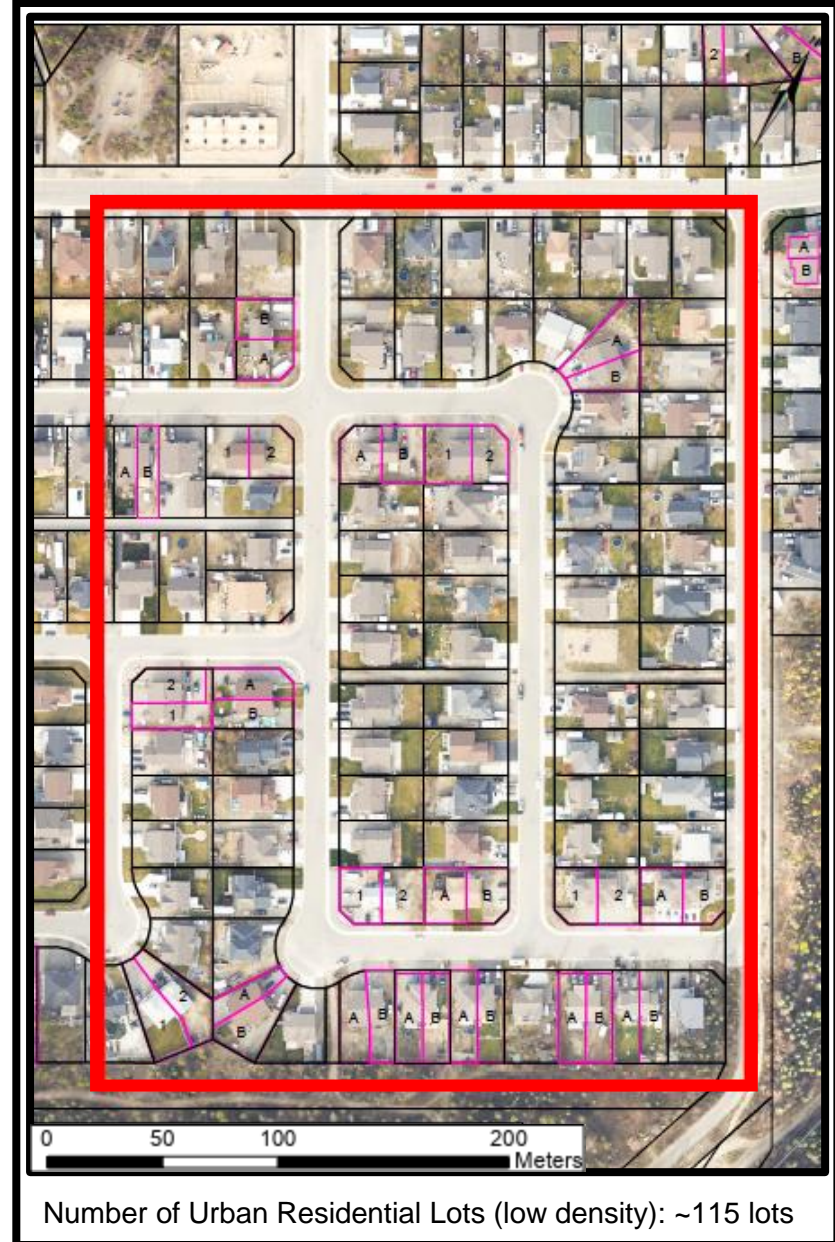 2 1 B
A
B
B
A
A
B
A B 1 2 A B 1 2
2 A
1 B
1 2 A B 1 2 A B
2 A
1 B A B A B A B A B A B
0 50 100 200
Meters
Number of Urban Residential Lots (low density): ~115 lots